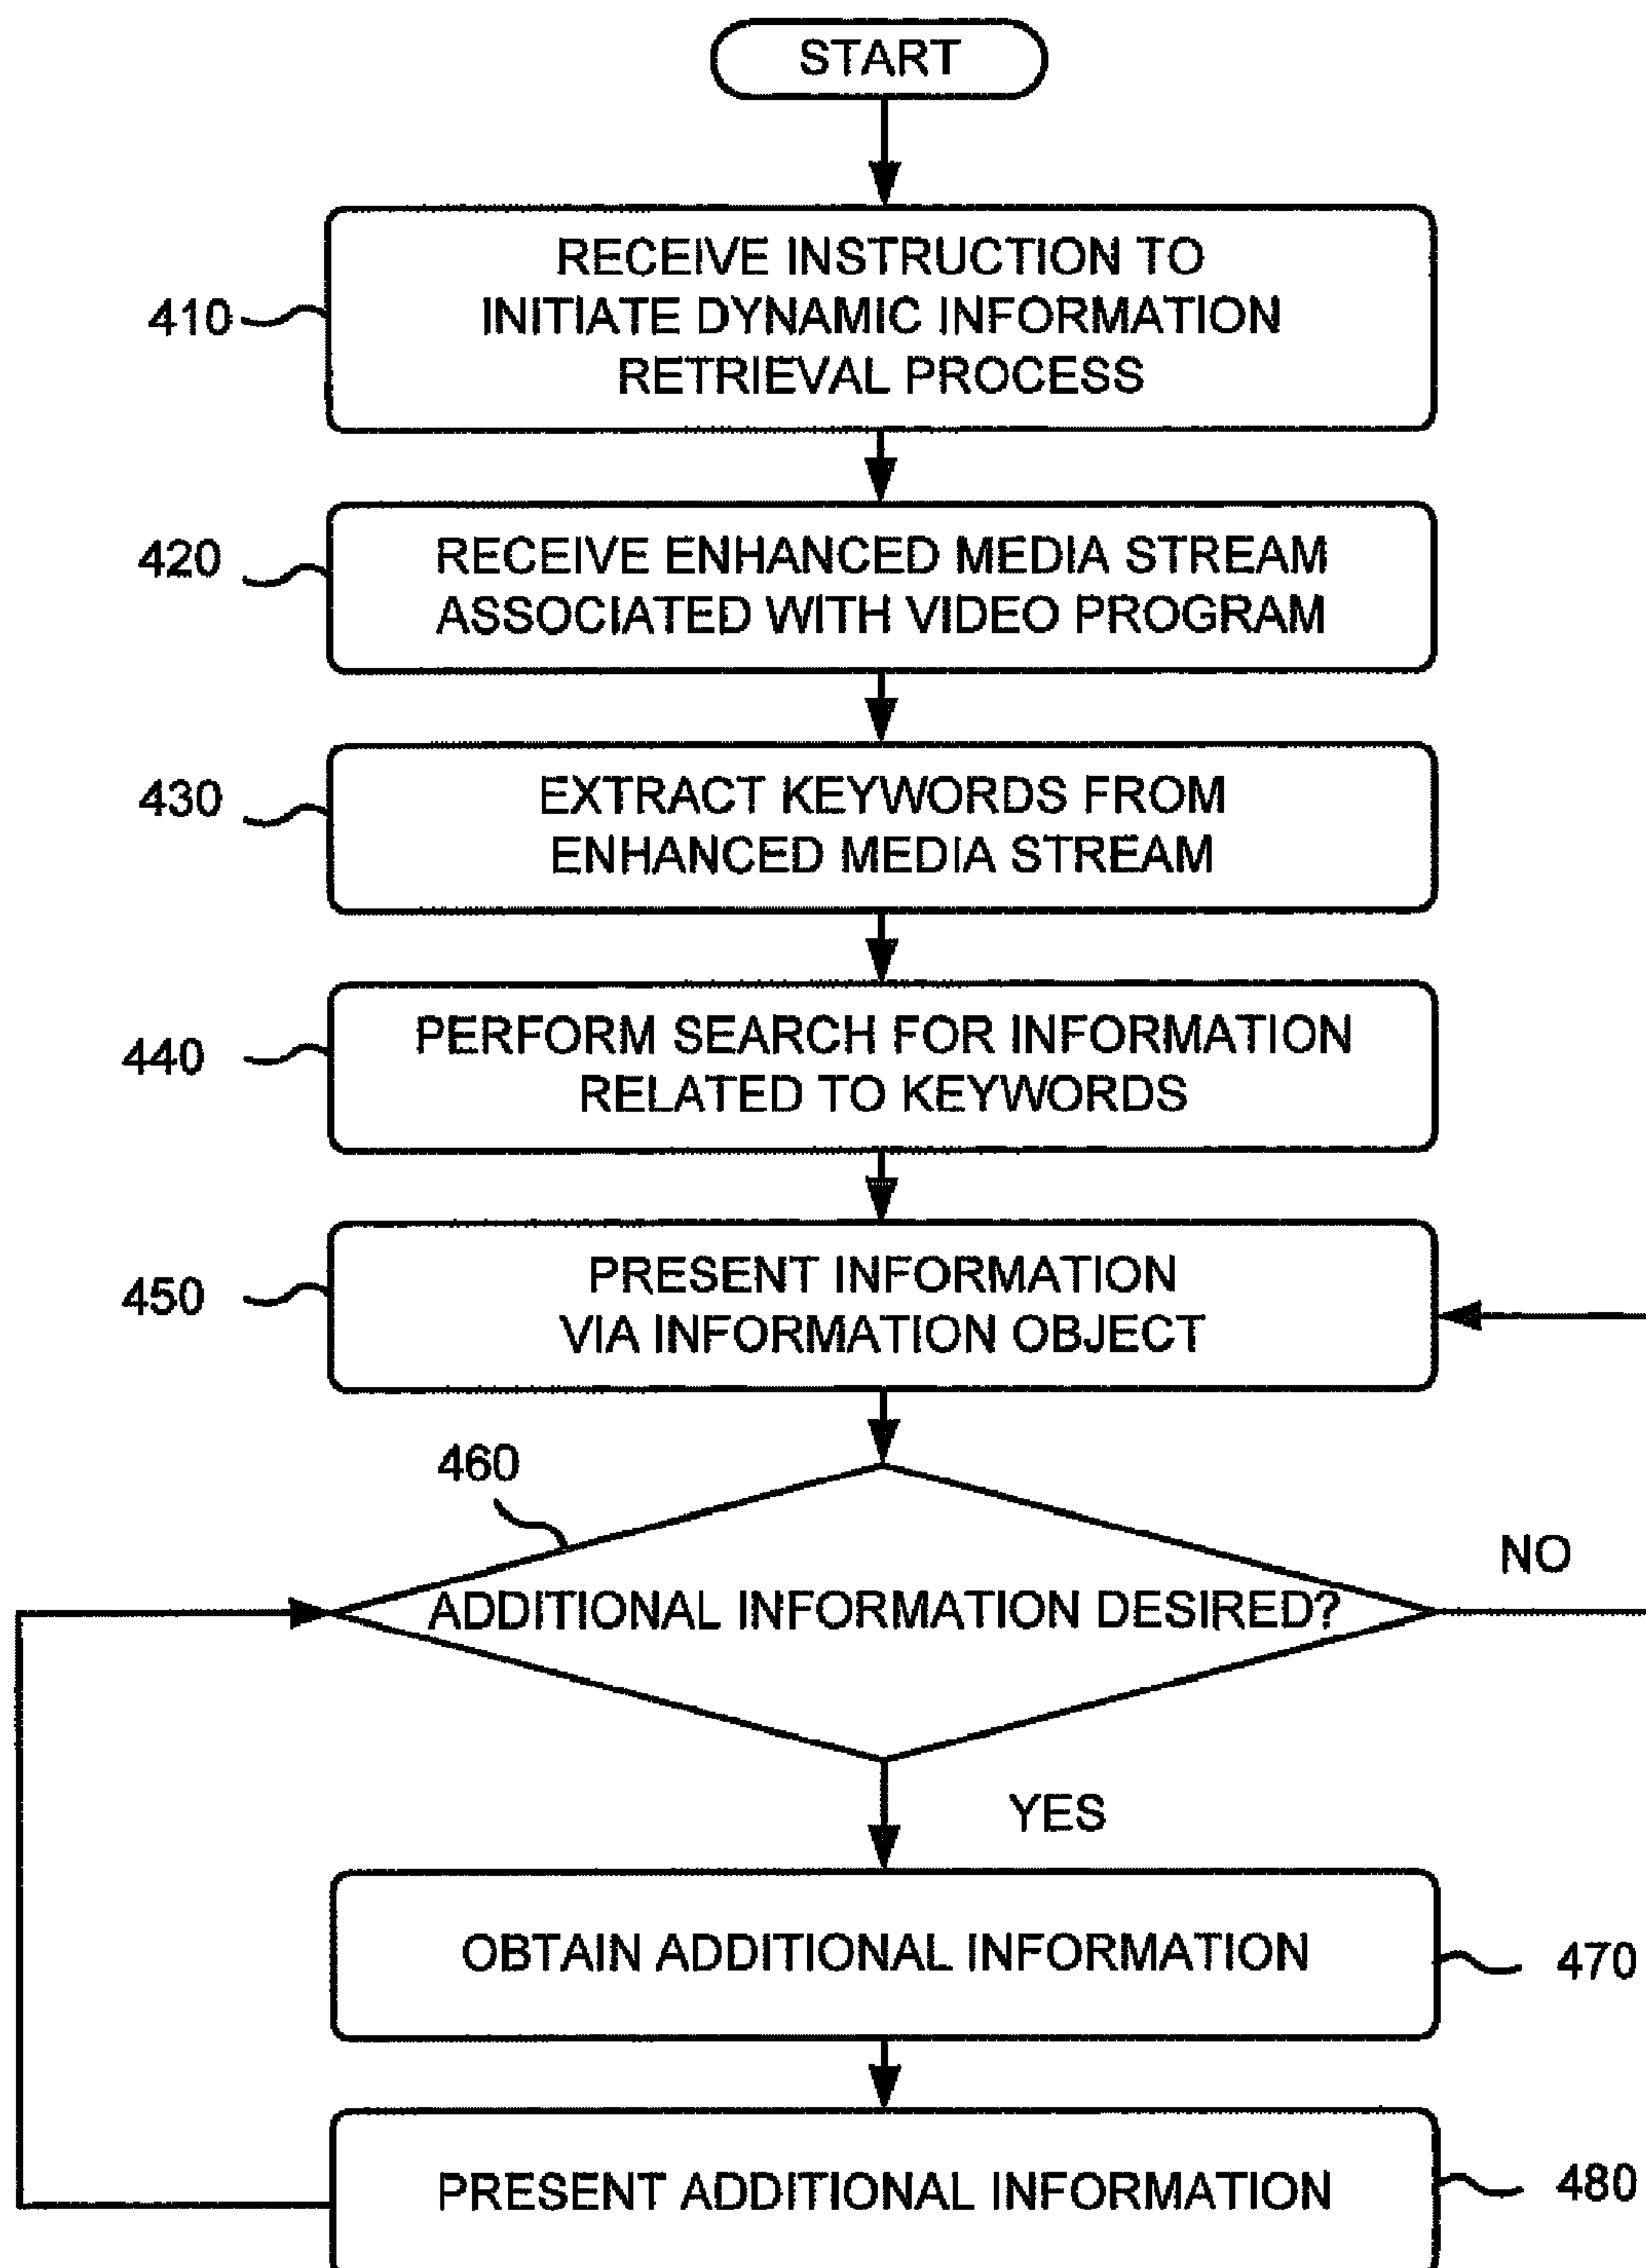 START
410
RECEIVE INSTRUCTION TO
INITIATE DYNAMIC INFORMATION
RETRIEVAL PROCESS
420
RECEIVE ENHANCED MEDIA STREAM
ASSOCIATED WITH VIDEO PROGRAM
430
EXTRACT KEYWORDS FROM
ENHANCED MEDIA STREAM
440
PERFORM SEARCH FOR INFORMATION
RELATED TO KEYWORDS
450
PRESENT INFORMATION
VIA INFORMATION OBJECT
460
NO
ADDITIONAL INFORMATION DESIRED?
YES
OBTAIN ADDITIONAL INFORMATION
470
PRESENT ADDITIONAL INFORMATION
480